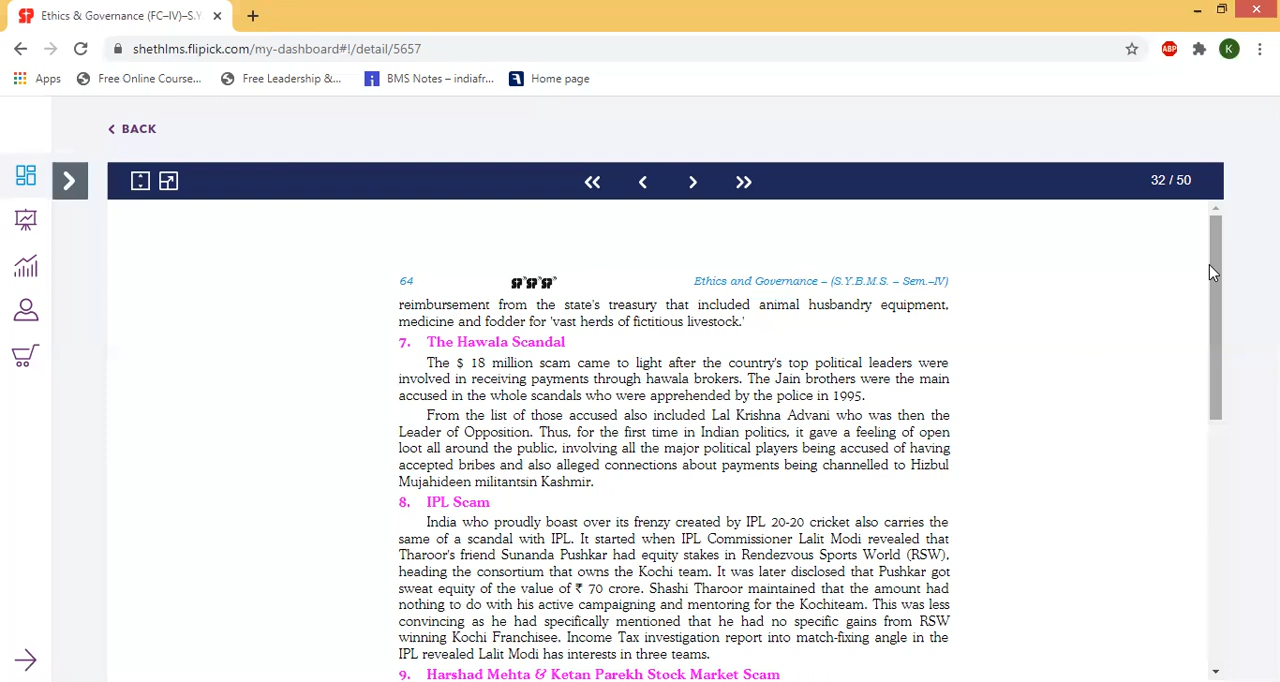 Ethics & Governance (FC–IV)–S.Y
shethlms.flipick.com/my-dashboard#!/detail/5657
ABP
K
Apps
Free Online Course...
Free Leadership &...
BMS Notes – indiafr...
Home page
BACK
32 / 50
64
Ethics and Governance – (S.Y.B.M.S. – Sem.–IV)
reimbursement from the state's treasury that included animal husbandry equipment,
medicine and fodder for 'vast herds of fictitious livestock.'
7. The Hawala Scandal
The $ 18 million scam came to light after the country's top political leaders were
involved in receiving payments through hawala brokers. The Jain brothers were the main
accused in the whole scandals who were apprehended by the police in 1995.
From the list of those accused also included Lal Krishna Advani who was then the
Leader of Opposition. Thus, for the first time in Indian politics, it gave a feeling of open
loot all around the public, involving all the major political players being accused of having
accepted bribes and also alleged connections about payments being channelled to Hizbul
Mujahideen militantsin Kashmir.
8. IPL Scam
India who proudly boast over its frenzy created by IPL 20-20 cricket also carries the
same of a scandal with IPL. It started when IPL Commissioner Lalit Modi revealed that
Tharoor's friend Sunanda Pushkar had equity stakes in Rendezvous Sports World (RSW),
heading the consortium that owns the Kochi team. It was later disclosed that Pushkar got
sweat equity of the value of ₹ 70 crore. Shashi Tharoor maintained that the amount had
nothing to do with his active campaigning and mentoring for the Kochiteam. This was less
convincing as he had specifically mentioned that he had no specific gains from RSW
winning Kochi Franchisee. Income Tax investigation report into match-fixing angle in the
IPL revealed Lalit Modi has interests in three teams.
9. Harshad Mehta & Ketan Parekh Stock Market Scam